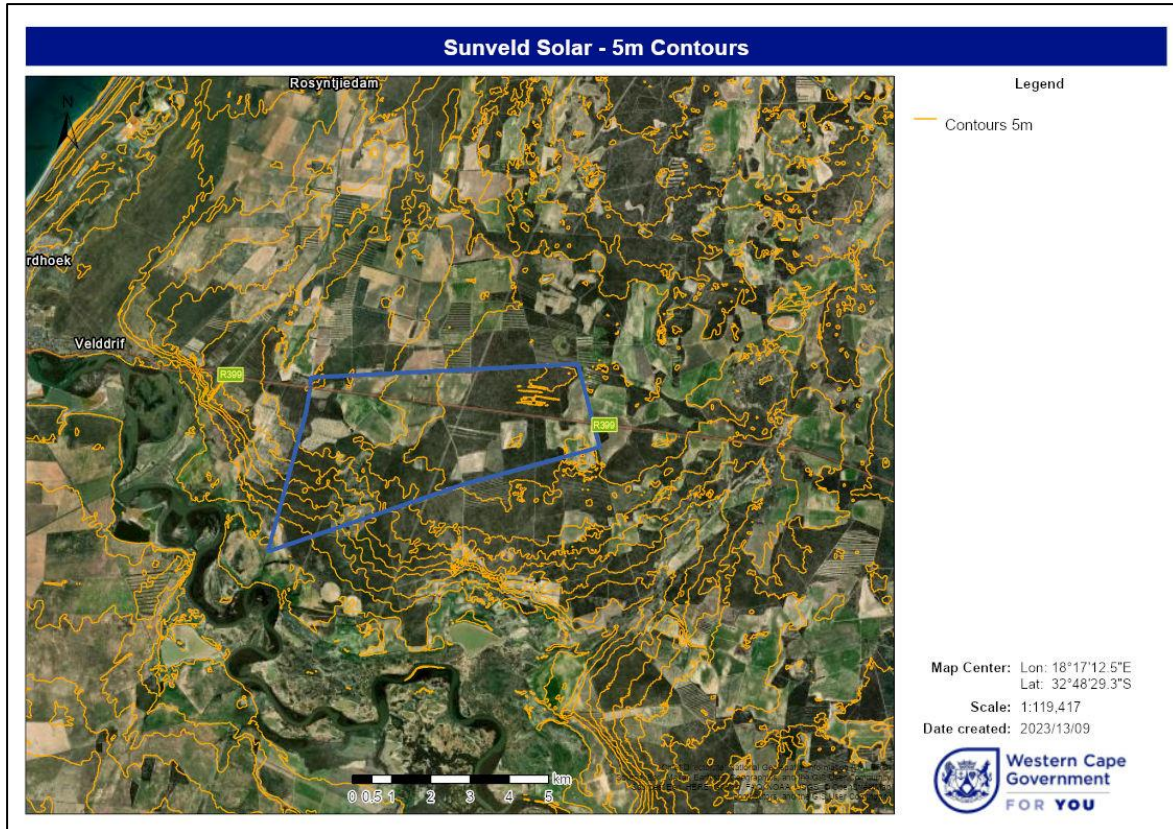 Sunveld Solar - 5m Contours
Rosyntjiedam
N
rdhoek
Velddrif
R399
R399
km
0 0.5 1 2 3 4 5
Legend
Contours 5m
Map Center: Lon: 18°17'12.5"E
Lat: 32°48'29.3"S
Scale: 1:119,417
Date created: 2023/13/09
Western Cape
Government
FOR YOU